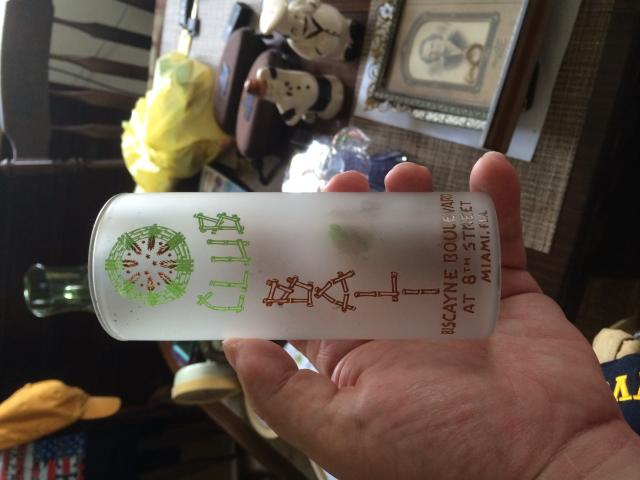 CLUB
BALI
BISCAYNE BOULEVARD
AT 8TH STREET
MIAMI, FLA